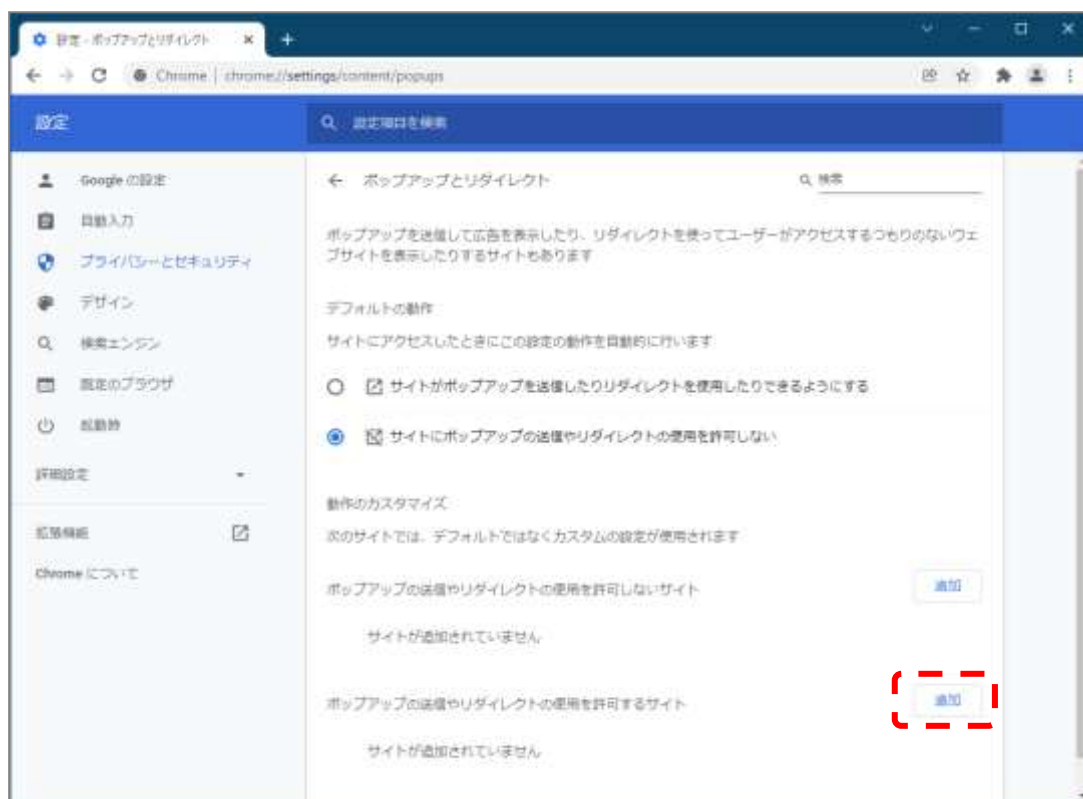 設定 - ポップアップとリダイレクト
Chrome | chrome://settings/content/popups
設定
設定項目を検索
Google の設定
自動入力
プライバシーとセキュリティ
デザイン
検索エンジン
既定のブラウザ
起動時
詳細設定
拡張機能
Chrome について
ポップアップとリダイレクト
検索
ポップアップを送信して広告を表示したり、リダイレクトを使ってユーザーがアクセスするつもりのないウェ
ブサイトを表示したりするサイトもあります
デフォルトの動作
サイトにアクセスしたときにこの設定の動作を自動的に行います
サイトがポップアップを送信したりリダイレクトを使用したりできるようにする
サイトにポップアップの送信やリダイレクトの使用を許可しない
動作のカスタマイズ
次のサイトでは、デフォルトではなくカスタムの設定が使用されます
ポップアップの送信やリダイレクトの使用を許可しないサイト
追加
サイトが追加されていません
ポップアップの送信やリダイレクトの使用を許可するサイト
追加
サイトが追加されていません